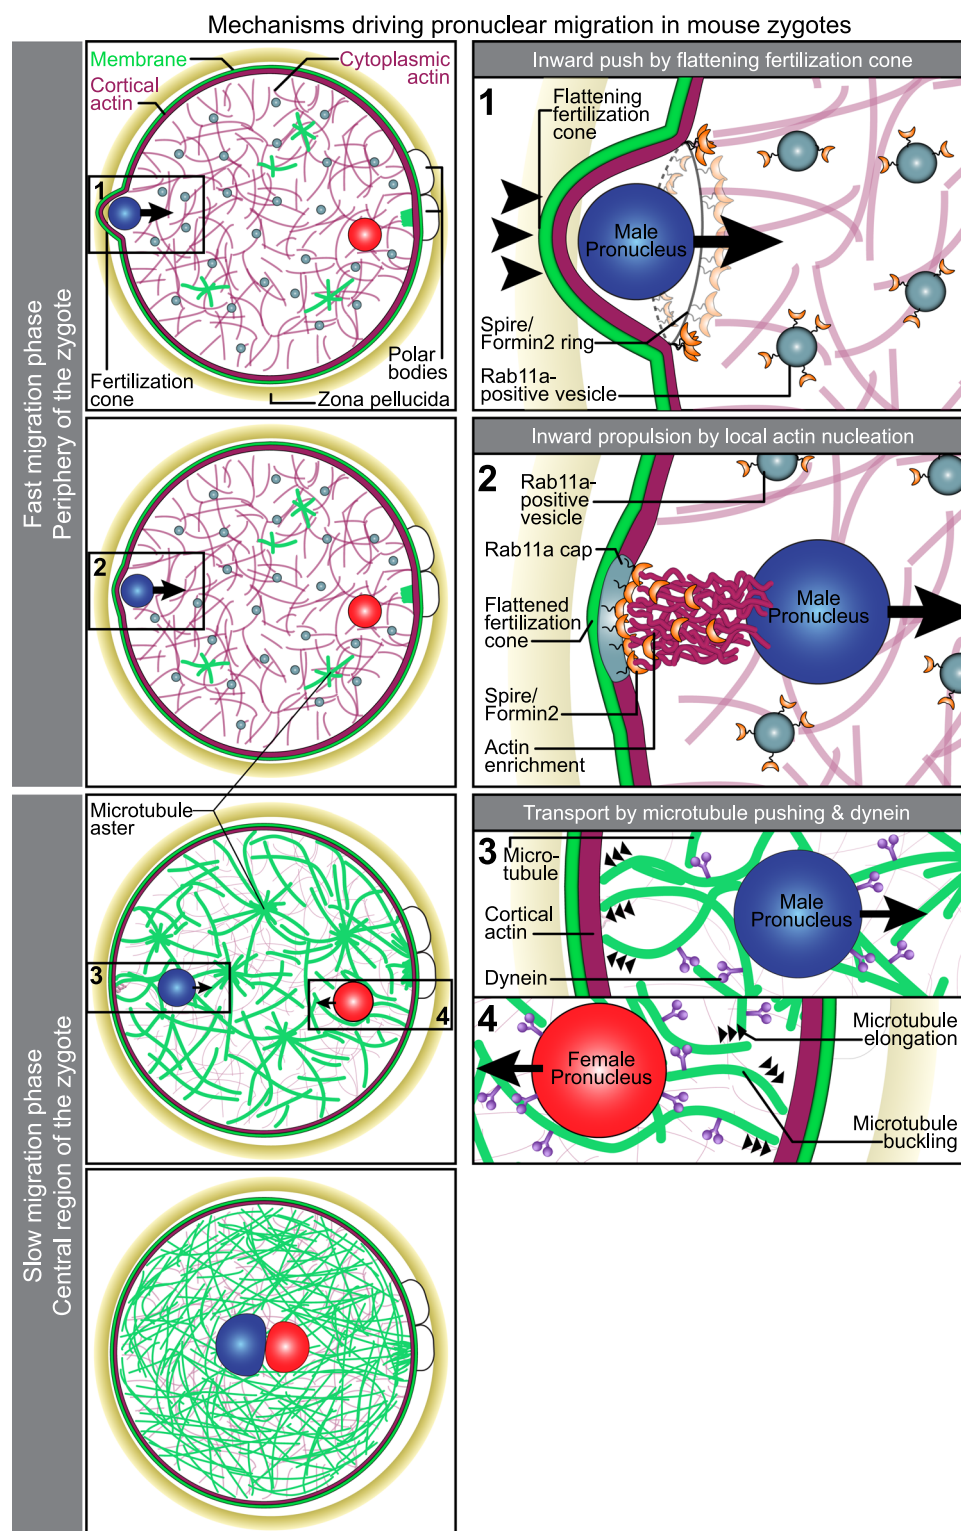 Mechanisms driving pronuclear migration in mouse zygotes
Fast migration phase
Periphery of the zygote
Membrane
Cortical
actin
Cytoplasmic
actin
1
Fertilization
cone
Polar
bodies
Zona pellucida
Inward push by flattening fertilization cone
1
Flattening
fertilization
cone
Male
Pronucleus
Spire/
Formin2 ring
Rab11a-
positive vesicle
2
Inward propulsion by local actin nucleation
2
Rab11a-
positive
vesicle
Rab11a cap
Flattened
fertilization
cone
Male
Pronucleus
Spire/
Formin2
Actin
enrichment
Slow migration phase
Central region of the zygote
Microtubule
aster
3
4
Transport by microtubule pushing & dynein
3
Micro-
tubule
Cortical
actin
Male
Pronucleus
Dynein
4
Female
Pronucleus
Microtubule
elongation
Microtubule
buckling